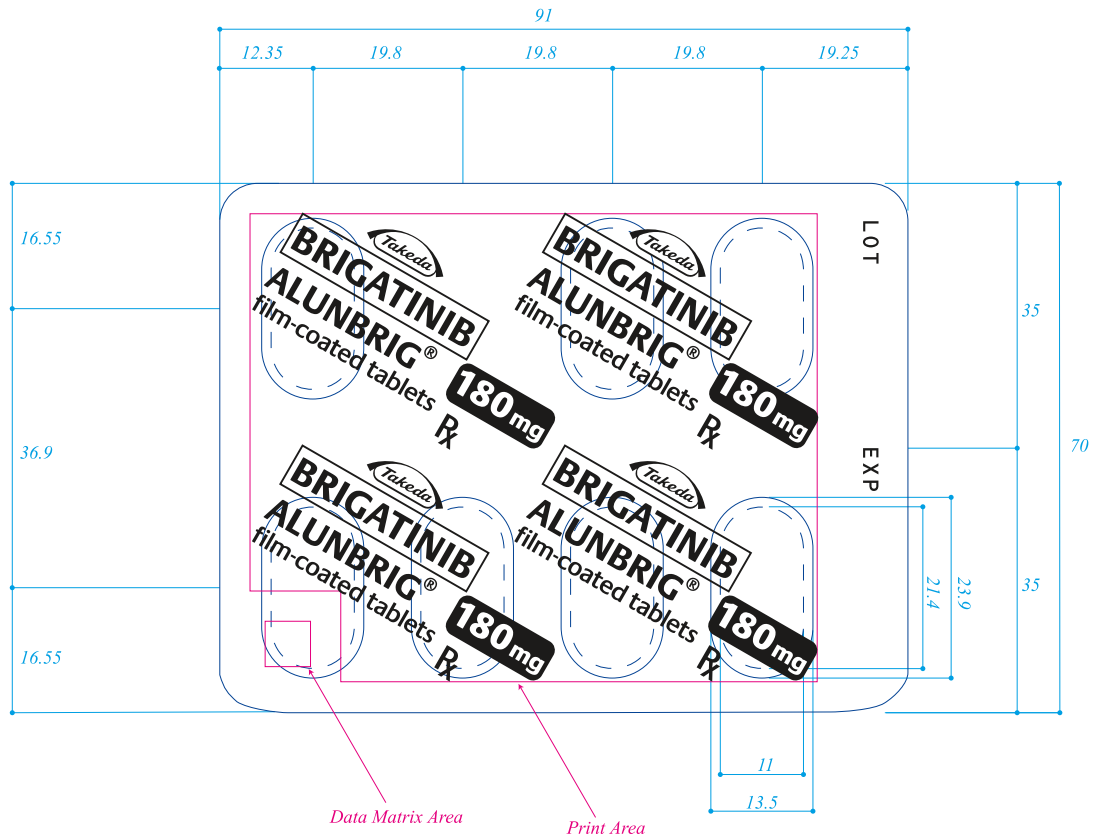 91
12.35
19.8
19.8
19.8
19.25
16.55
36.9
16.55
Takeda
BRIGATINIB
ALUNBRIG®
film-coated tablets
180 mg
Rx
Takeda
BRIGATINIB
ALUNBRIG®
film-coated tablets
180 mg
Rx
LOT
35
70
Takeda
BRIGATINIB
ALUNBRIG®
film-coated tablets
180 mg
Rx
Takeda
BRIGATINIB
ALUNBRIG®
film-coated tablets
180 mg
Rx
EXP
21.4
23.9
35
11
13.5
Data Matrix Area
Print Area